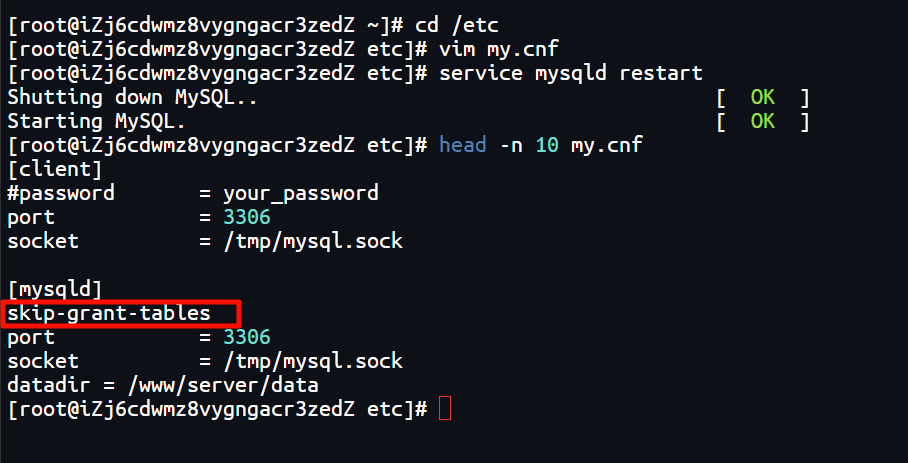 [root@iZj6cdwmz8vygngacr3zedZ ~]# cd /etc
[root@iZj6cdwmz8vygngacr3zedZ etc]# vim my.cnf
[root@iZj6cdwmz8vygngacr3zedZ etc]# service mysqld restart
Shutting down MySQL.. [  OK  ]
Starting MySQL. [  OK  ]
[root@iZj6cdwmz8vygngacr3zedZ etc]# head -n 10 my.cnf
[client]
#password       = your_password
port            = 3306
socket          = /tmp/mysql.sock

[mysqld]
skip-grant-tables
port            = 3306
socket          = /tmp/mysql.sock
datadir = /www/server/data
[root@iZj6cdwmz8vygngacr3zedZ etc]#